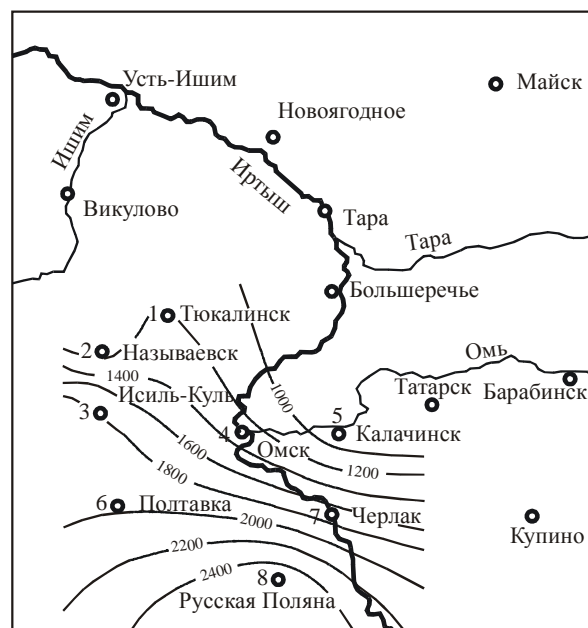 Усть-Ишим
Майск
Новоягодное
Ишим
Иртыш
Викулово
Тара
Тара
Большеречье
1 Тюкалинск
2 Называевск
Омь
1400
1000
Исиль-Куль
Татарск
Барабинск
3
5
4
Калачинск
Омск
1600
1200
1800
6 Полтавка
2000
7 Черлак
Купино
2200
2400
8
Русская Поляна